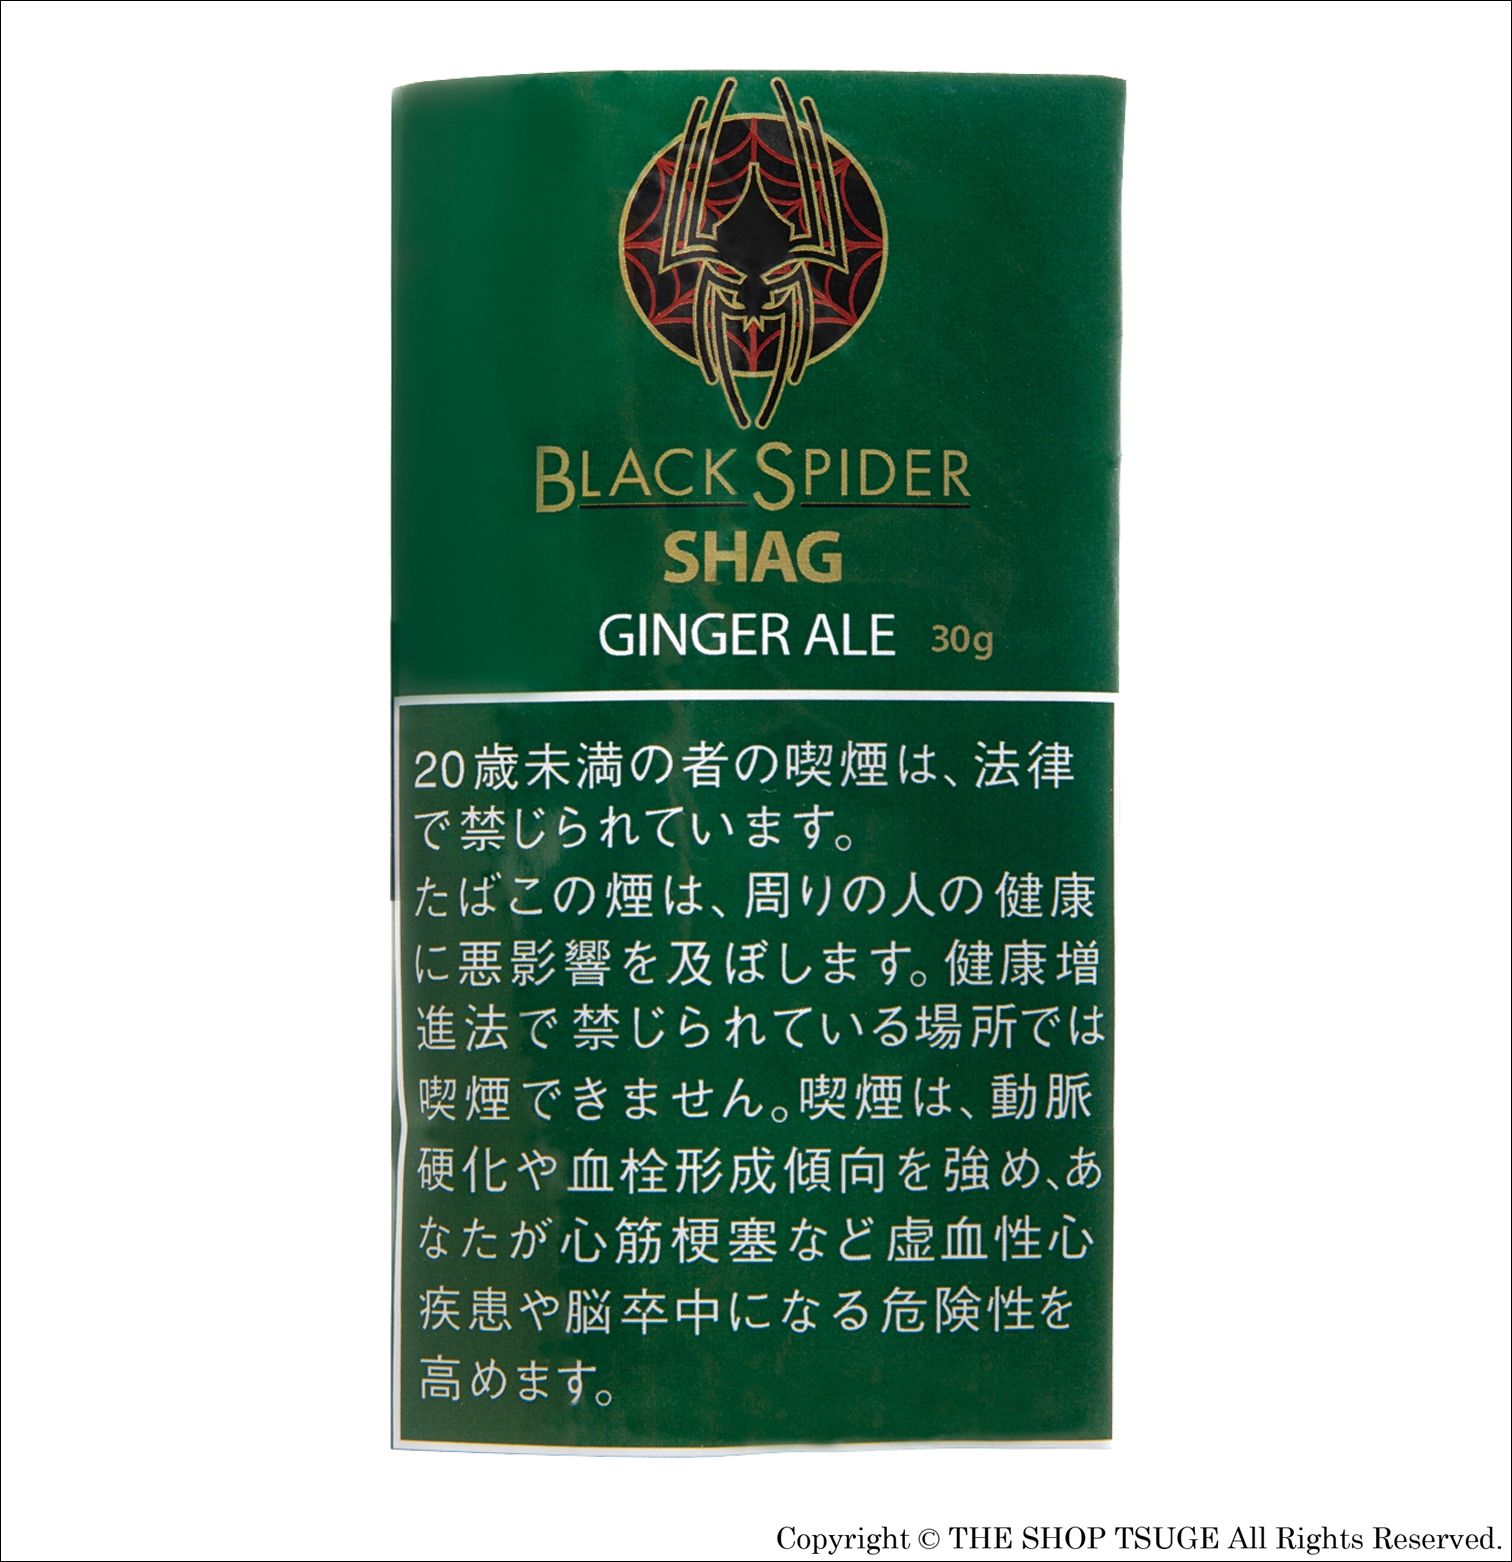 BLACK SPIDER
SHAG
GINGER ALE 30g
20歳未満の者の喫煙は、法律
で禁じられています。
たばこの煙は、周りの人の健康
に悪影響を及ぼします。健康増
進法で禁じられている場所では
喫煙できません。喫煙は、動脈
硬化や血栓形成傾向を強め、あ
なたが心筋梗塞など虚血性心
疾患や脳卒中になる危険性を
高めます。
Copyright © THE SHOP TSUGE All Rights Reserved.